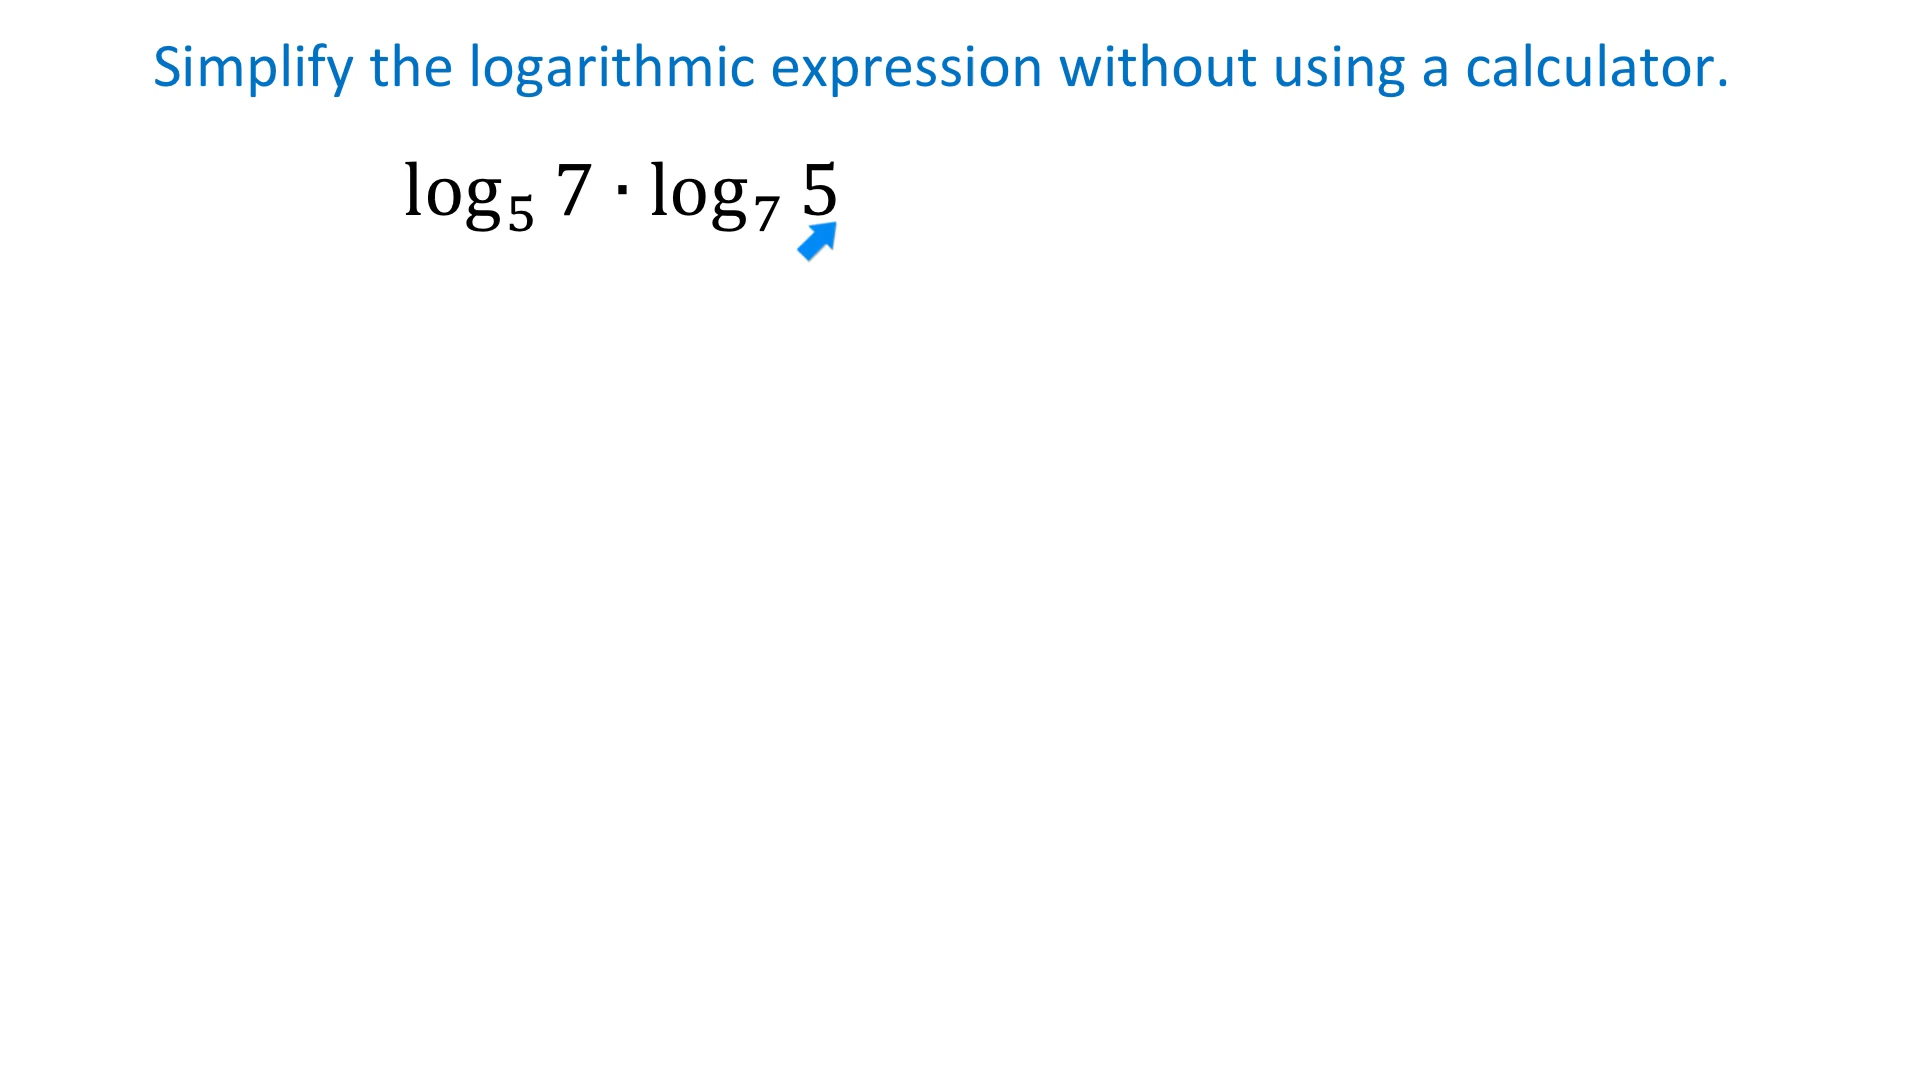 Simplify the logarithmic expression without using a calculator.
log₅ 7 · log₇ 5